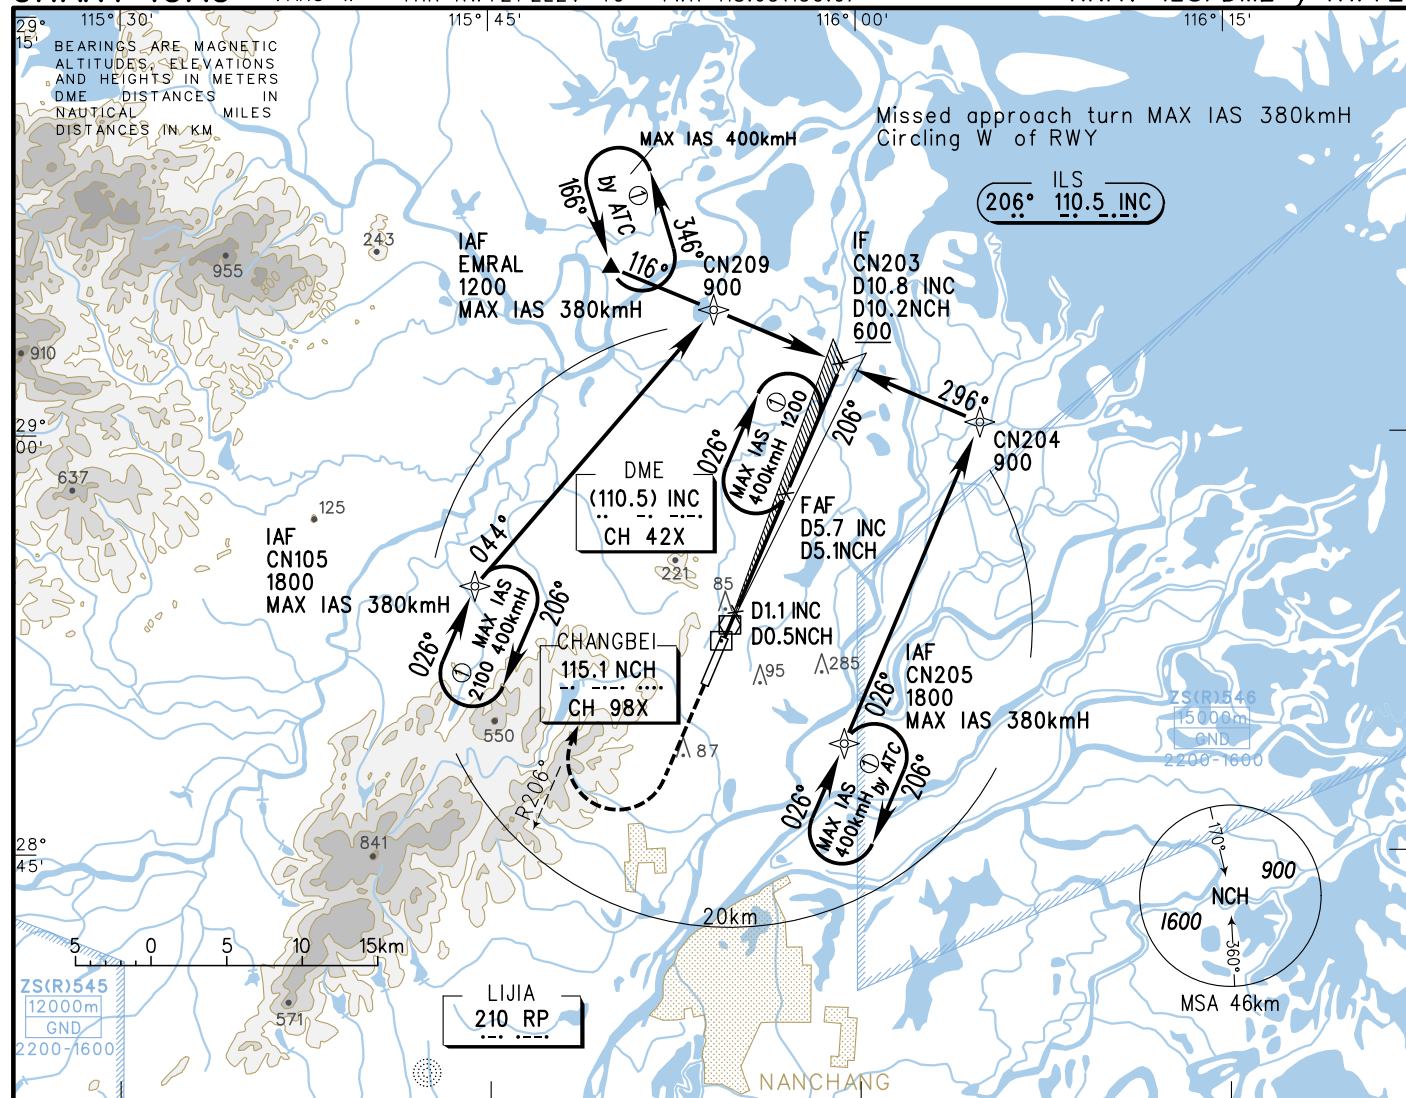 115° 30'
115° 45'
116° 00'
116° 15'
29°
15'
BEARINGS ARE MAGNETIC
ALTITUDES, ELEVATIONS
AND HEIGHTS IN METERS
DME DISTANCES IN
NAUTICAL MILES
DISTANCES IN KM
Missed approach turn MAX IAS 380kmH
Circling W of RWY
ILS
206° 110.5 INC
MAX IAS 400kmH
① by ATC
166°
346°
116°
IAF
EMRAL
1200
MAX IAS 380kmH
CN209
900
IF
CN203
D10.8 INC
D10.2NCH
600
243
955
910
296°
CN204
900
29°
00'
637
125
026°
① 1200
MAX IAS
400kmH
206°
DME
(110.5) INC
CH 42X
FAF
D5.7 INC
D5.1NCH
221
85
D1.1 INC
D0.5NCH
95
285
IAF
CN105
1800
MAX IAS 380kmH
044°
026°
MAX IAS
400kmH
① 2100
206°
CHANGBEI
115.1 NCH
CH 98X
550
87
R206°
IAF
CN205
1800
MAX IAS 380kmH
026°
026°
MAX IAS
400kmH
① by ATC
206°
ZS(R)546
15000m
GND
2200-1600
28°
45'
841
20km
170°
NCH
900
1600
360°
MSA 46km
5 0 5 10 15km
ZS(R)545
12000m
GND
2200-1600
571
LIJIA
210 RP
NANCHANG